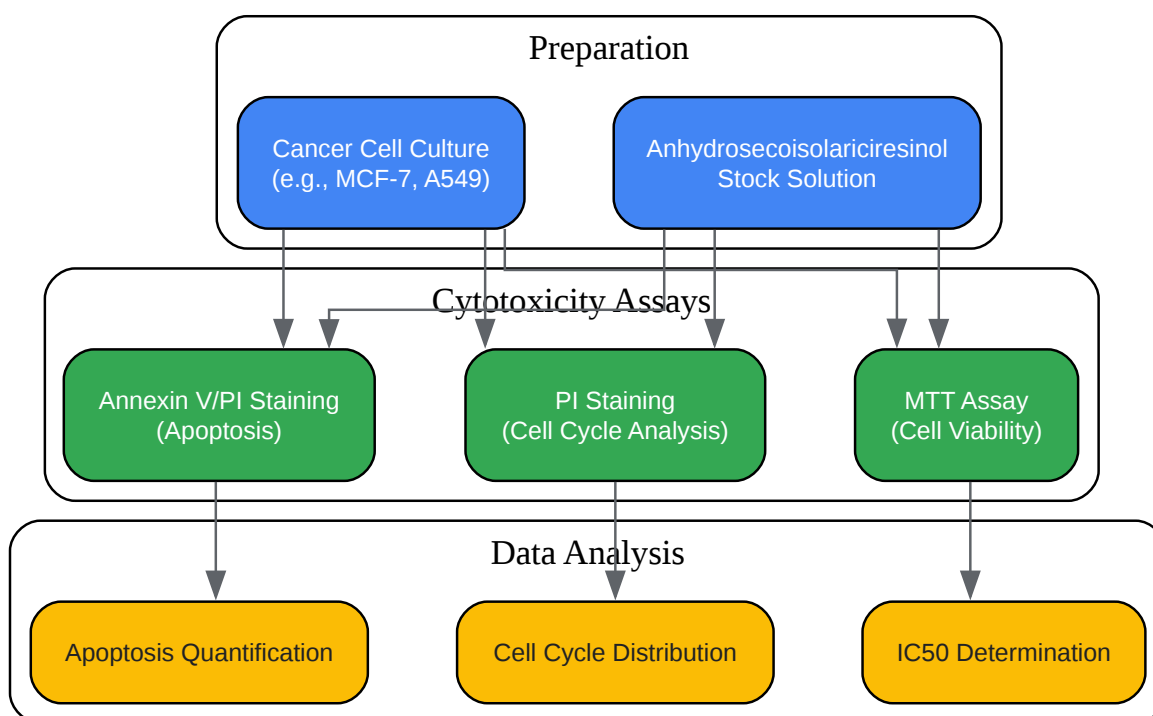 Preparation
Cancer Cell Culture
(e.g., MCF-7, A549)
Anhydrosecoisolariciresinol
Stock Solution
Cytotoxicity Assays
Annexin V/PI Staining
(Apoptosis)
PI Staining
(Cell Cycle Analysis)
MTT Assay
(Cell Viability)
Data Analysis
Apoptosis Quantification
Cell Cycle Distribution
IC50 Determination